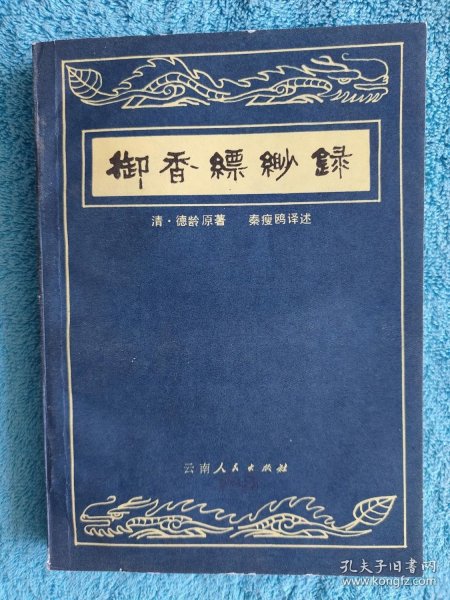 御香縹緲錄
清·德龄原著 秦瘦鸥译述
云南人民出版社
孔夫子旧书网
www.kongfz.com